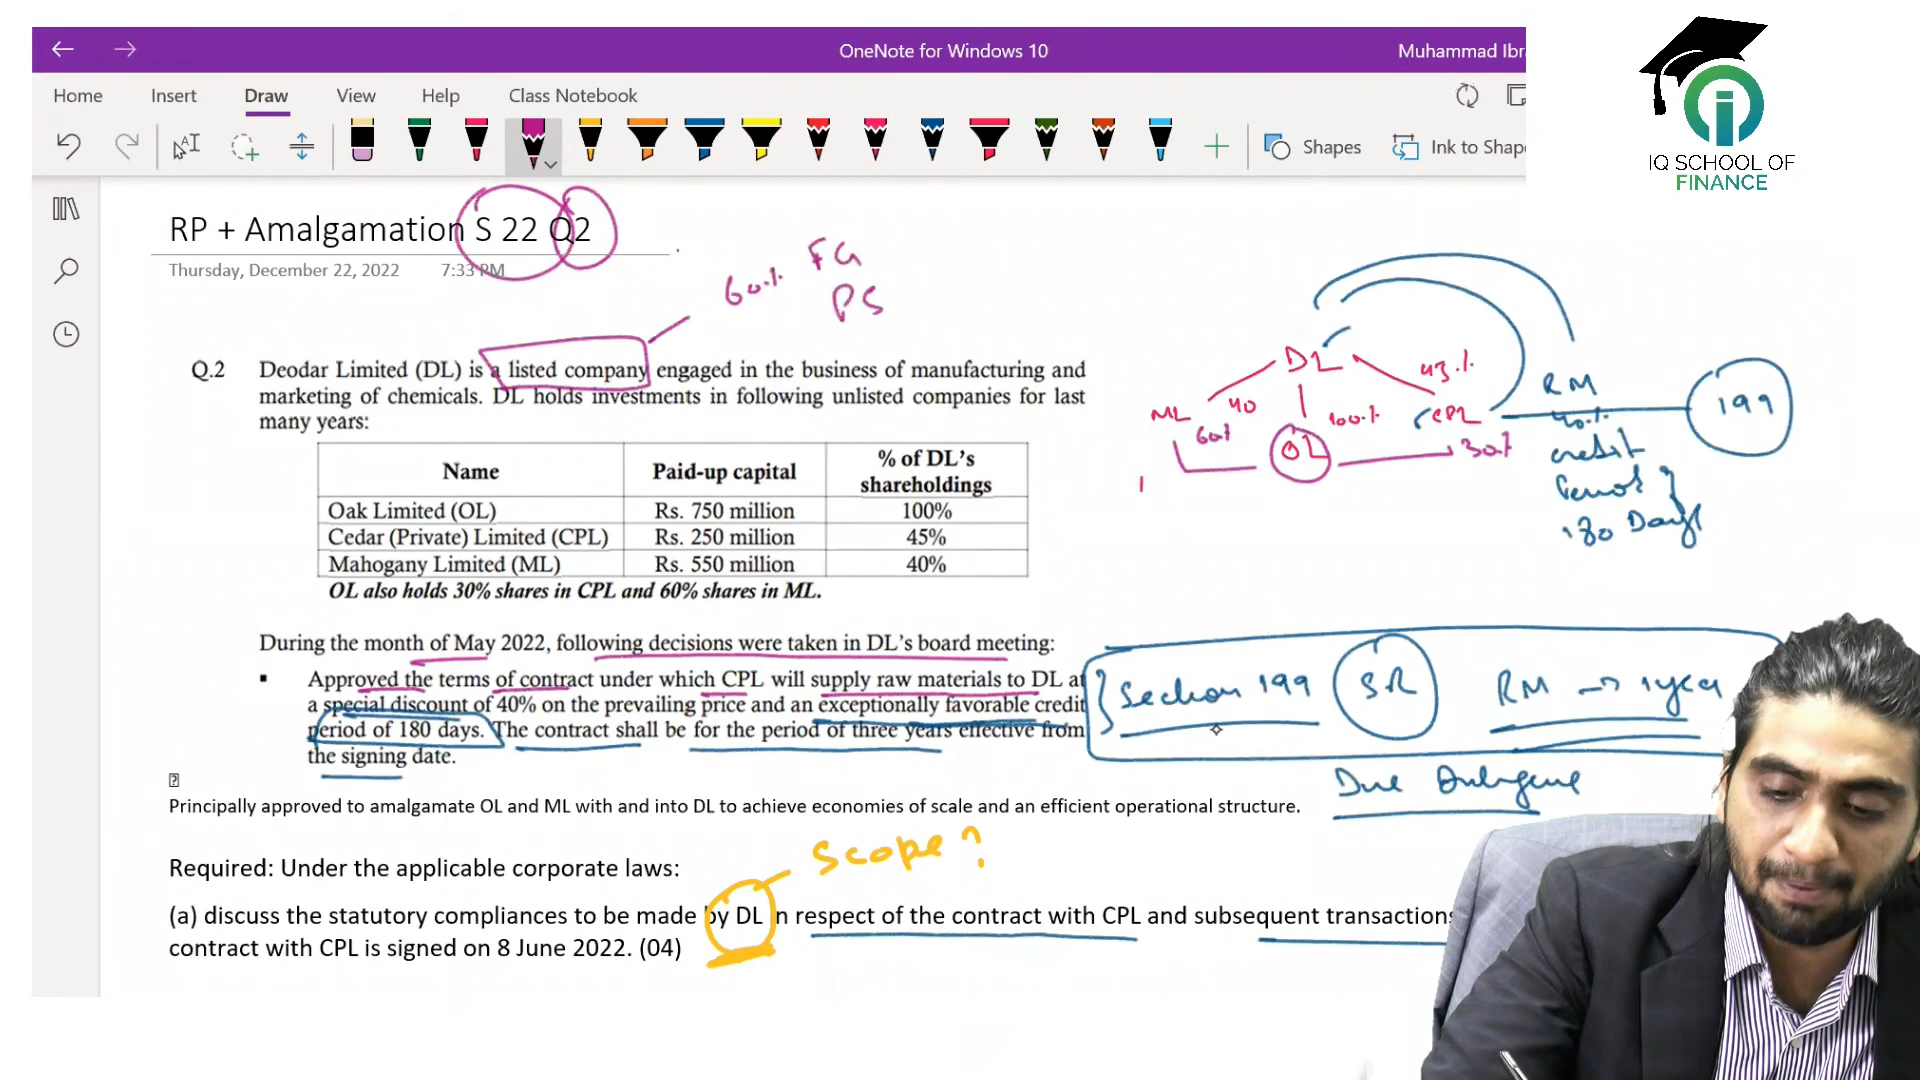 OneNote for Windows 10
Muhammad Ibr
Home Insert Draw View Help Class Notebook
Shapes
Ink to Shap
IQ SCHOOL OF
FINANCE
RP + Amalgamation S 22 Q2
Thursday, December 22, 2022 7:33 PM
60% FG
PS
Q.2 Deodar Limited (DL) is a listed company engaged in the business of manufacturing and
marketing of chemicals. DL holds investments in following unlisted companies for last
many years:
Name Paid-up capital % of DL's shareholdings
Oak Limited (OL) Rs. 750 million 100%
Cedar (Private) Limited (CPL) Rs. 250 million 45%
Mahogany Limited (ML) Rs. 550 million 40%
OL also holds 30% shares in CPL and 60% shares in ML.
DL
ML 40 100% CPL
60% OL 30%
RM
credit
180 Days
199
During the month of May 2022, following decisions were taken in DL's board meeting:
▪ Approved the terms of contract under which CPL will supply raw materials to DL at
a special discount of 40% on the prevailing price and an exceptionally favorable credit
period of 180 days. The contract shall be for the period of three years effective from
the signing date.
Section 199 SR RM → 1 year
Due
Principally approved to amalgamate OL and ML with and into DL to achieve economies of scale and an efficient operational structure.
Scope?
Required: Under the applicable corporate laws:
(a) discuss the statutory compliances to be made by DL in respect of the contract with CPL and subsequent transactions
contract with CPL is signed on 8 June 2022. (04)